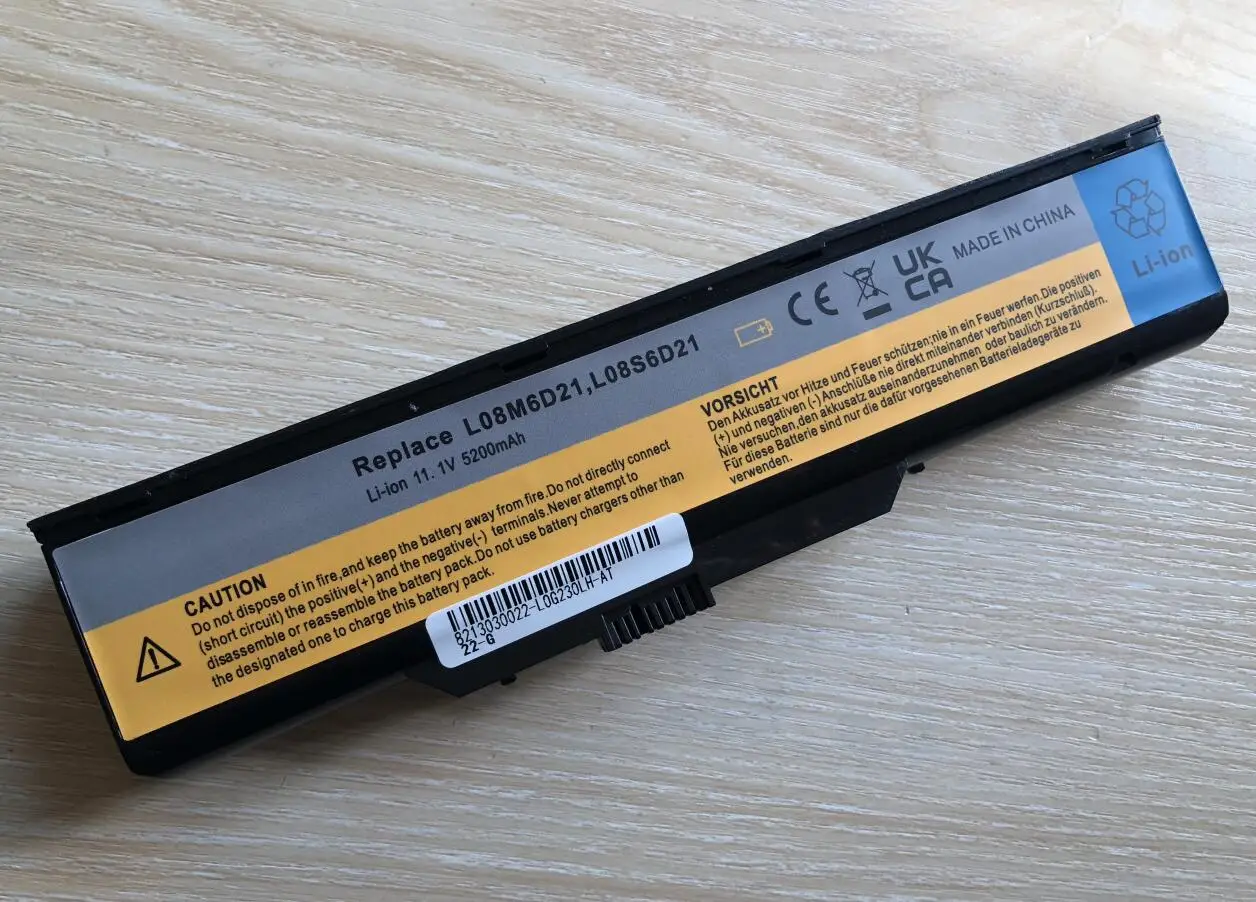 Replace L08M6D21,L08S6D21
Li-ion 11.1V 5200mAh
CE
UK
CA
MADE IN CHINA
Li-ion
CAUTION
Do not dispose of in fire,and keep the battery away from fire.Do not directly connect
(short circuit) the positive(+) and the negative(-) terminals.Never attempt to
disassemble or reassemble the battery pack.Do not use battery chargers other than
the designated one to charge this battery pack.
VORSICHT
Den Akkusatz vor Hitze und Feuer schützen;nie in ein Feuer werfen.Die positiven
(+) und negativen (-) Anschlüße nie direkt miteinander verbinden (Kurzschluß).
Nie versuchen,den akkusatz auseinanderzunehmen oder baulich zu verändern.
Für diese Batterie sind nur die dafür vorgesehenen Batterieladegeräte zu
verwenden.
8213030022-L0G230LH-AT
22-G